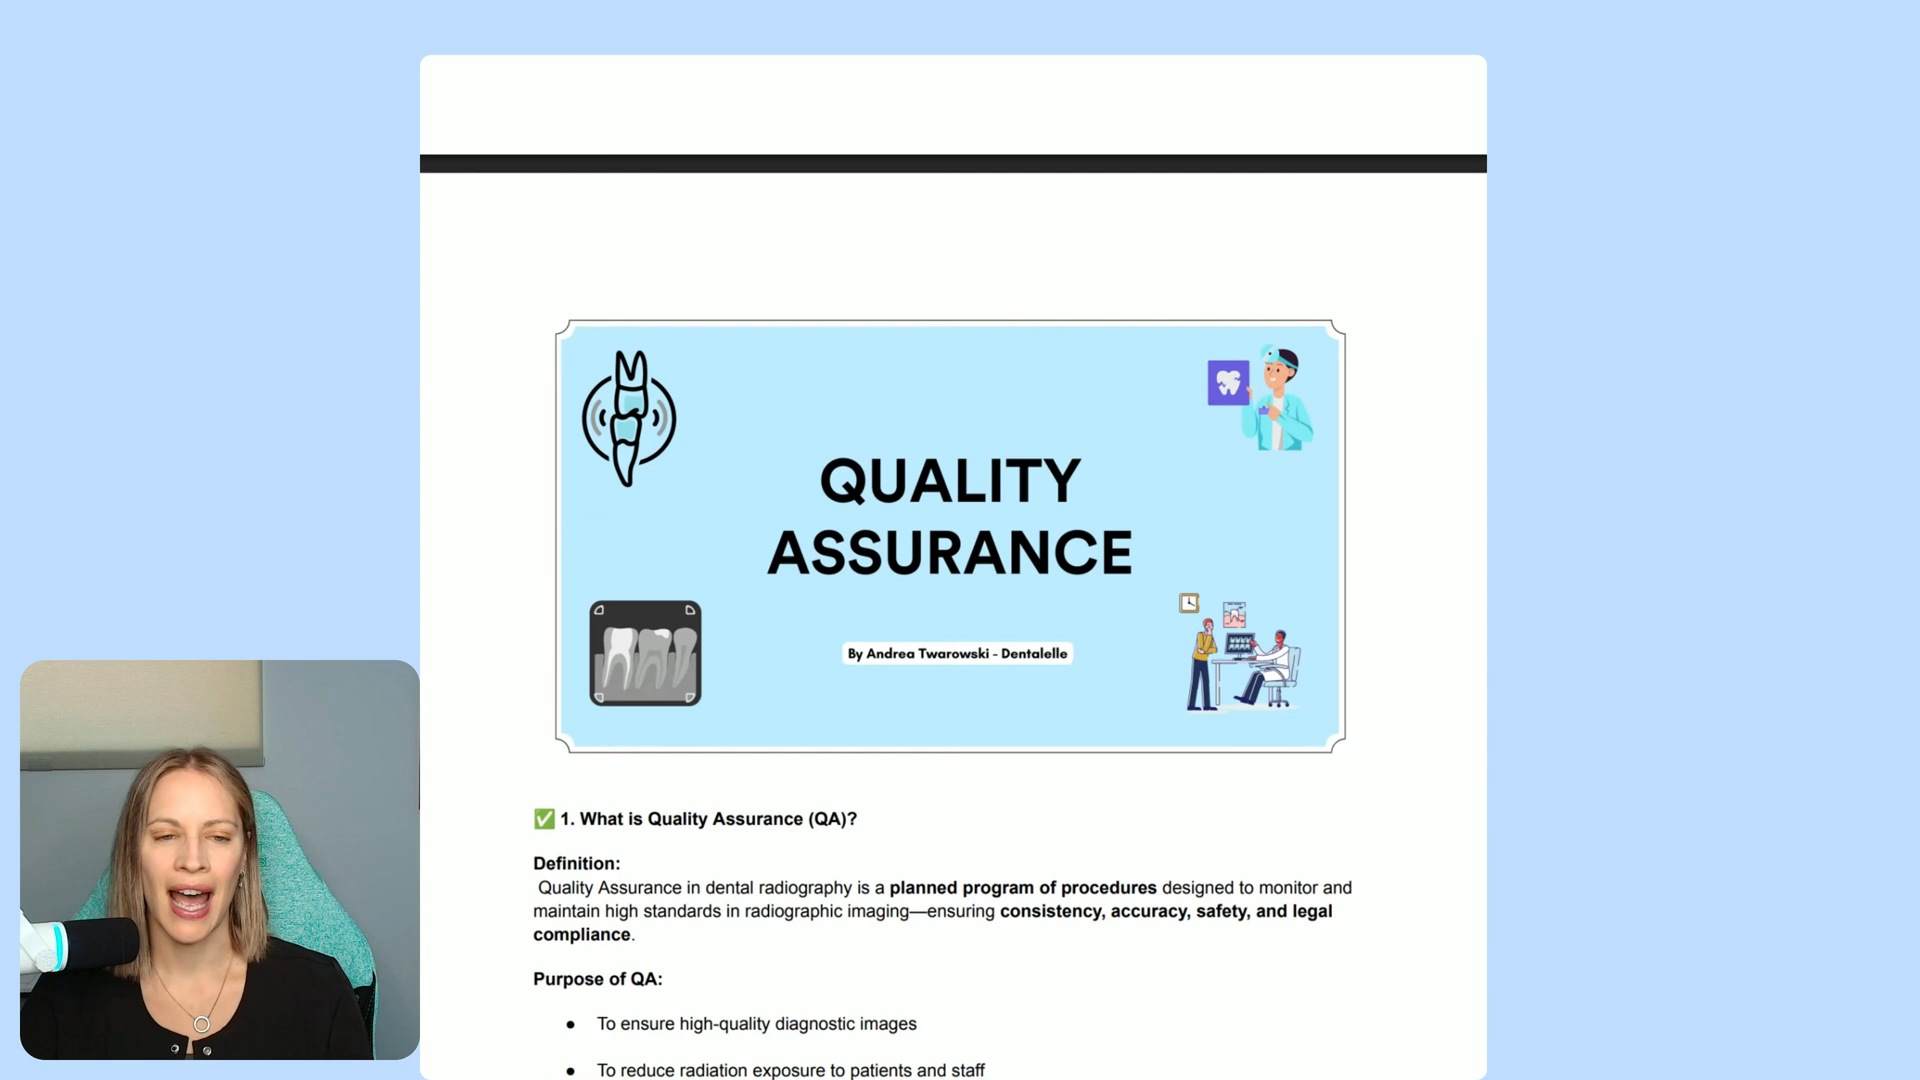 QUALITY
ASSURANCE
By Andrea Twarowski - Dentalelle
✅ 1. What is Quality Assurance (QA)?
Definition:
Quality Assurance in dental radiography is a planned program of procedures designed to monitor and
maintain high standards in radiographic imaging—ensuring consistency, accuracy, safety, and legal
compliance.
Purpose of QA:
● To ensure high-quality diagnostic images
● To reduce radiation exposure to patients and staff